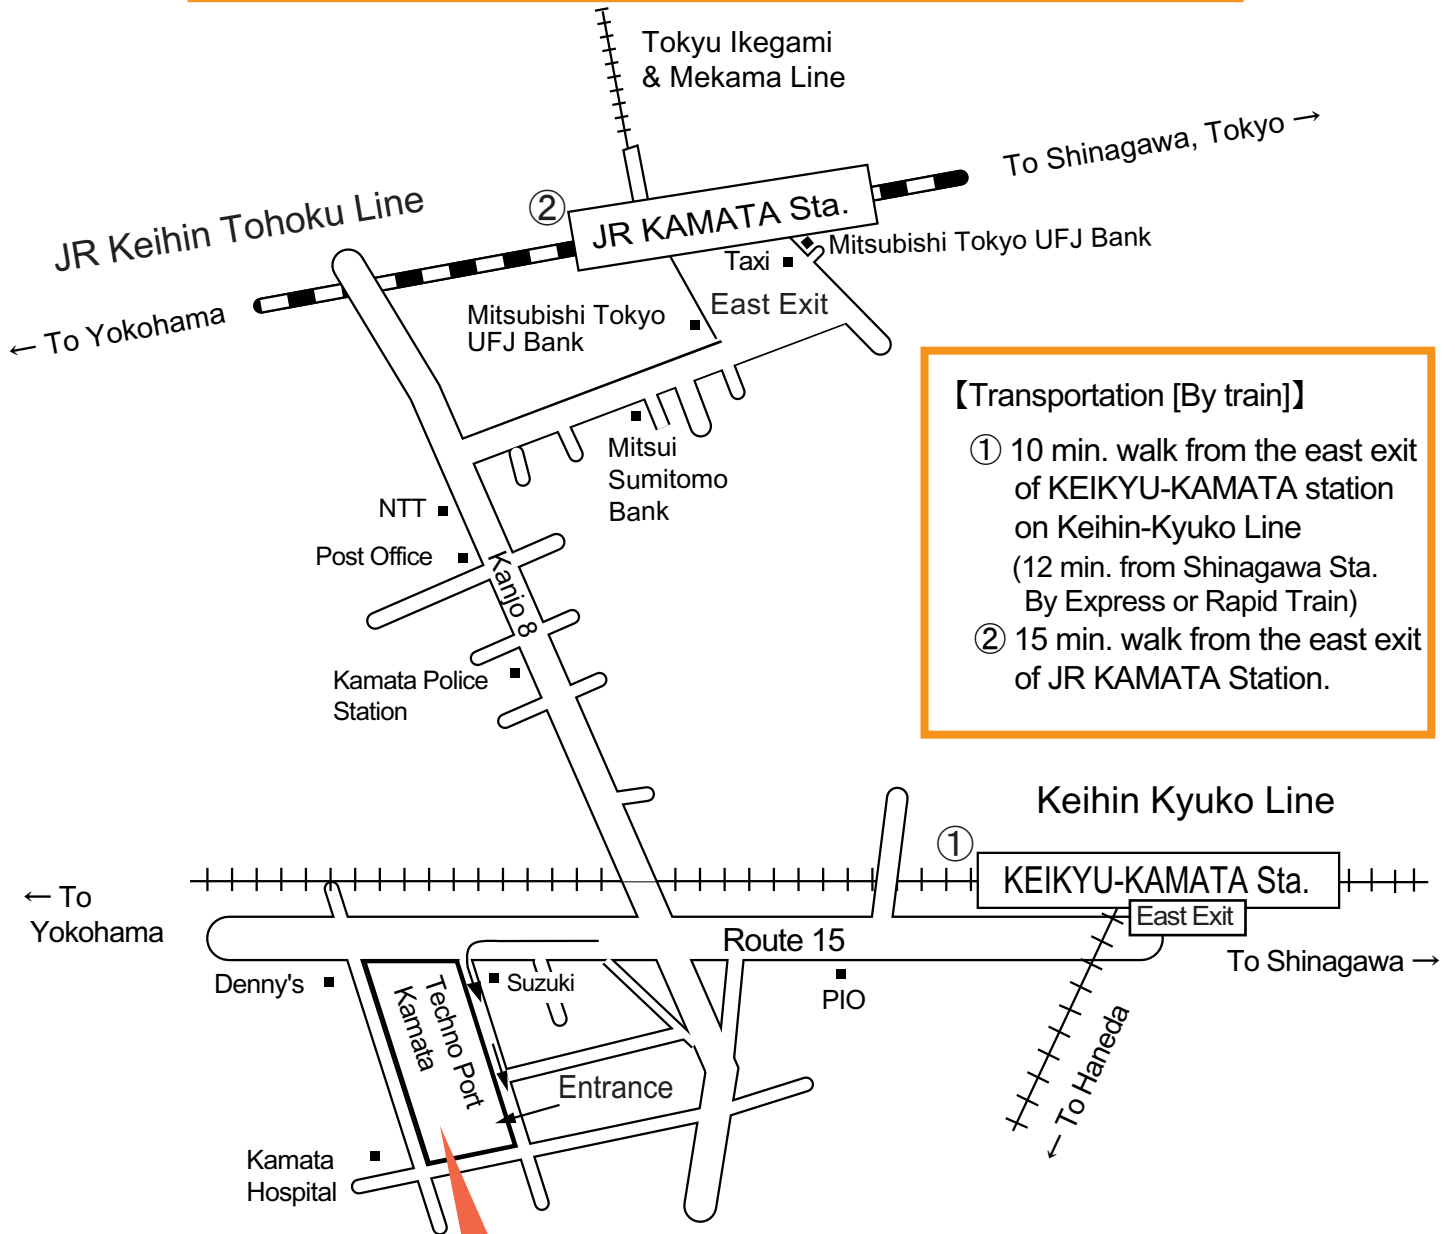 Tokyu Ikegami
& Mekama Line
To Shinagawa, Tokyo →
JR Keihin Tohoku Line
②
JR KAMATA Sta.
Mitsubishi Tokyo UFJ Bank
Taxi
East Exit
← To Yokohama
Mitsubishi Tokyo
UFJ Bank
【Transportation [By train]】
① 10 min. walk from the east exit
of KEIKYU-KAMATA station
on Keihin-Kyuko Line
(12 min. from Shinagawa Sta.
By Express or Rapid Train)
② 15 min. walk from the east exit
of JR KAMATA Station.
Mitsui
Sumitomo
Bank
NTT
Post Office
Kanjo 8
Kamata Police
Station
Keihin Kyuko Line
①
KEIKYU-KAMATA Sta.
East Exit
← To
Yokohama
Route 15
To Shinagawa →
Denny's
Suzuki
PIO
Techno Port
Kamata
Entrance
← To Haneda
Kamata
Hospital